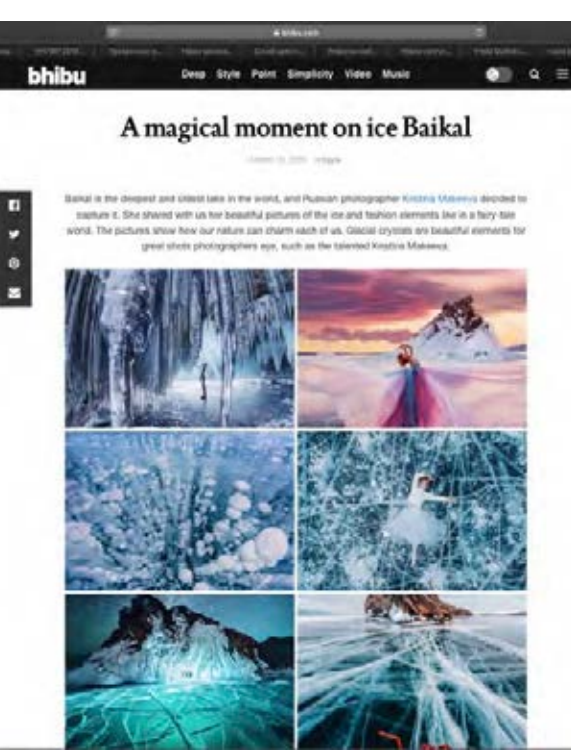 bhibu.com
bhibu
Deep Style Point Simplicity Video Music
A magical moment on ice Baikal
Baikal is the deepest and oldest lake in the world, and Russian photographer Kristina Makeeva decided to
capture it. She shared with us her beautiful pictures of the ice and fashion elements like in a fairy-tale
world. The pictures show how our nature can charm each of us. Glacial crystals are beautiful elements for
great shots photographers eye, such as the talented Kristina Makeeva.